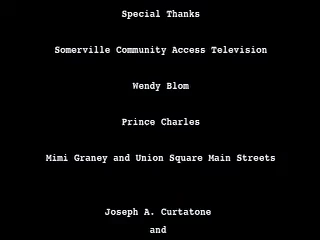 Special Thanks
Somerville Community Access Television
Wendy Blom
Prince Charles
Mimi Graney and Union Square Main Streets
Joseph A. Curtatone
and